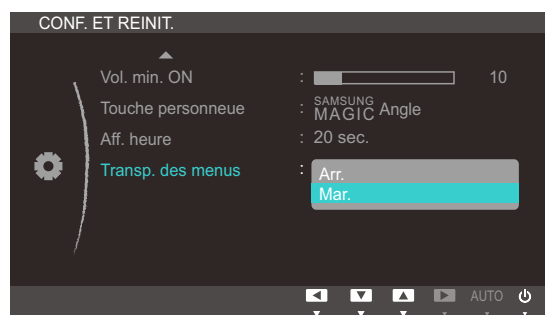 CONF. ET REINIT.
Vol. min. ON : 10
Touche personneue : SAMSUNG MAGIC Angle
Aff. heure : 20 sec.
Transp. des menus : Arr.
Mar.
AUTO